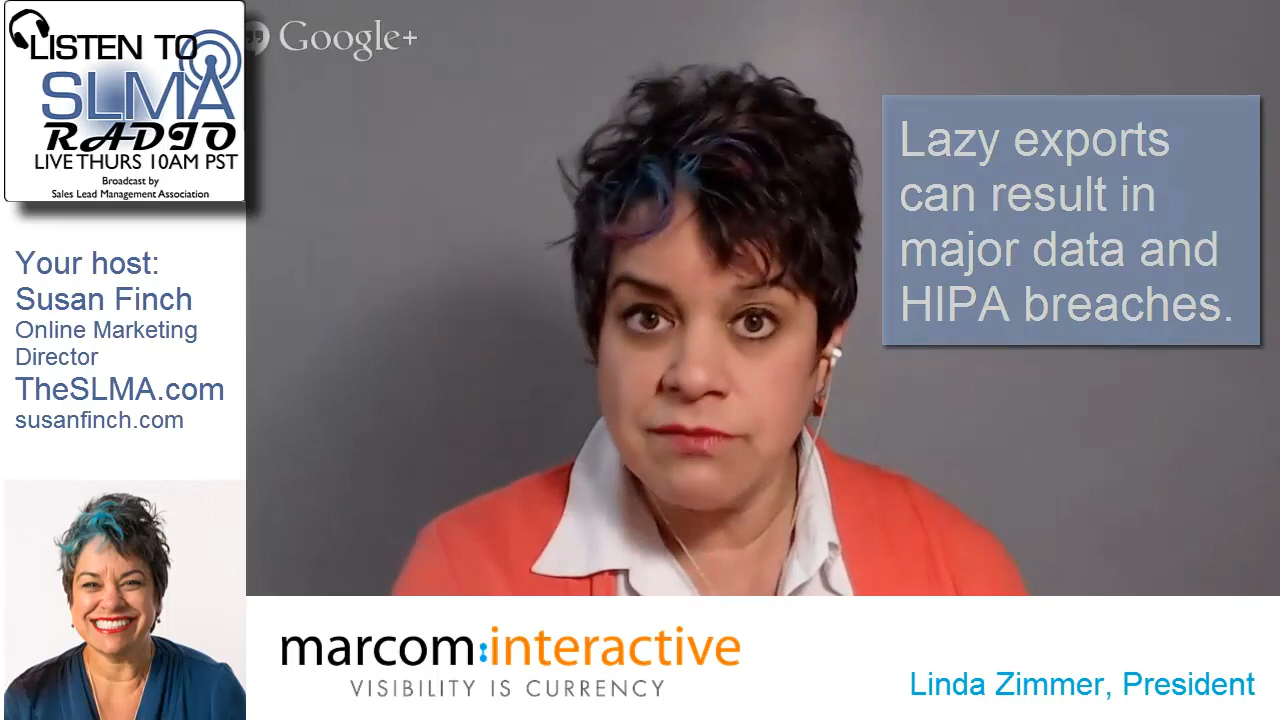 LISTEN TO
SLMA
RADIO
LIVE THURS 10AM PST
Broadcast by
Sales Lead Management Association
Your host:
Susan Finch
Online Marketing
Director
TheSLMA.com
susanfinch.com
Google+
Lazy exports
can result in
major data and
HIPA breaches.
marcom:interactive
VISIBILITY IS CURRENCY
Linda Zimmer, President